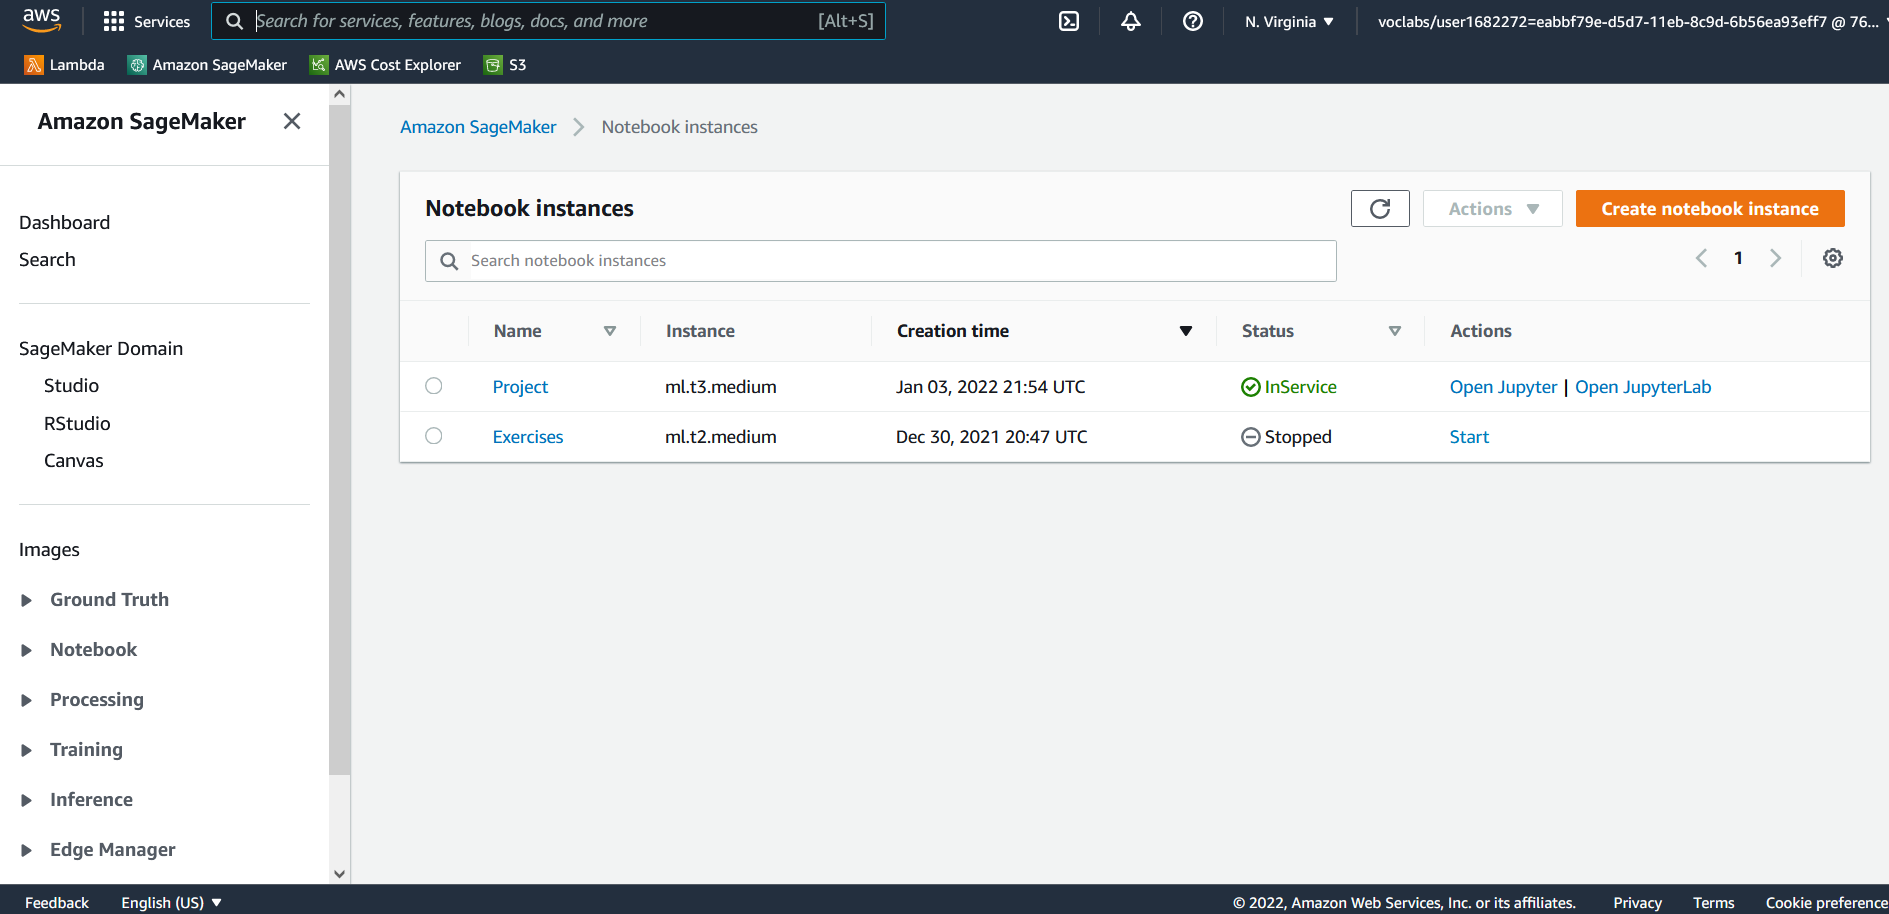 aws Services Search for services, features, blogs, docs, and more [Alt+S] N. Virginia ▼ voclabs/user1682272=eabbf79e-d5d7-11eb-8c9d-6b56ea93eff7 @ 76...
Lambda Amazon SageMaker AWS Cost Explorer S3
Amazon SageMaker
Dashboard
Search
SageMaker Domain
Studio
RStudio
Canvas
Images
Ground Truth
Notebook
Processing
Training
Inference
Edge Manager
Amazon SageMaker > Notebook instances
Notebook instances
Actions
Create notebook instance
Search notebook instances
1
Name Instance Creation time Status Actions
Project ml.t3.medium Jan 03, 2022 21:54 UTC InService Open Jupyter | Open JupyterLab
Exercises ml.t2.medium Dec 30, 2021 20:47 UTC Stopped Start
Feedback English (US) ▼ © 2022, Amazon Web Services, Inc. or its affiliates. Privacy Terms Cookie preference